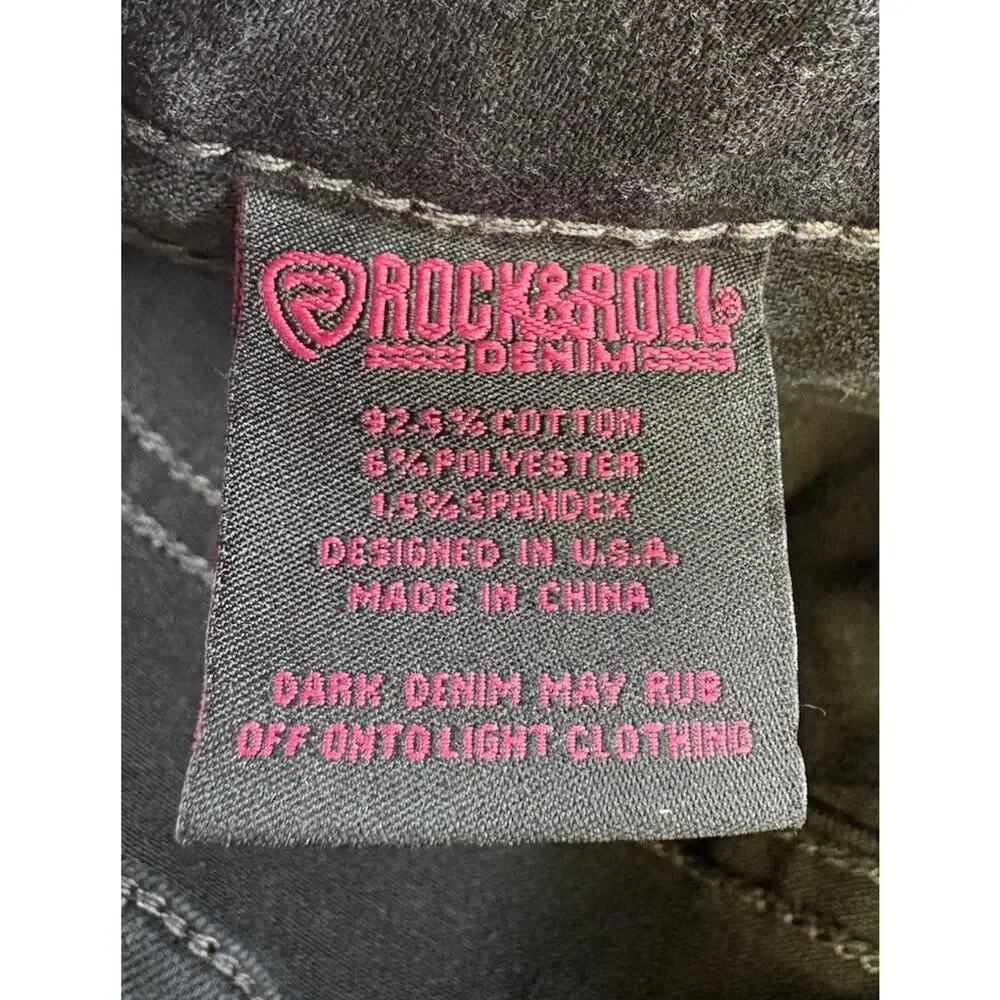 ROCK&ROLL®
DENIM
92.5% COTTON
6% POLYESTER
1.5% SPANDEX
DESIGNED IN U.S.A.
MADE IN CHINA
DARK DENIM MAY RUB
OFF ONTO LIGHT CLOTHING